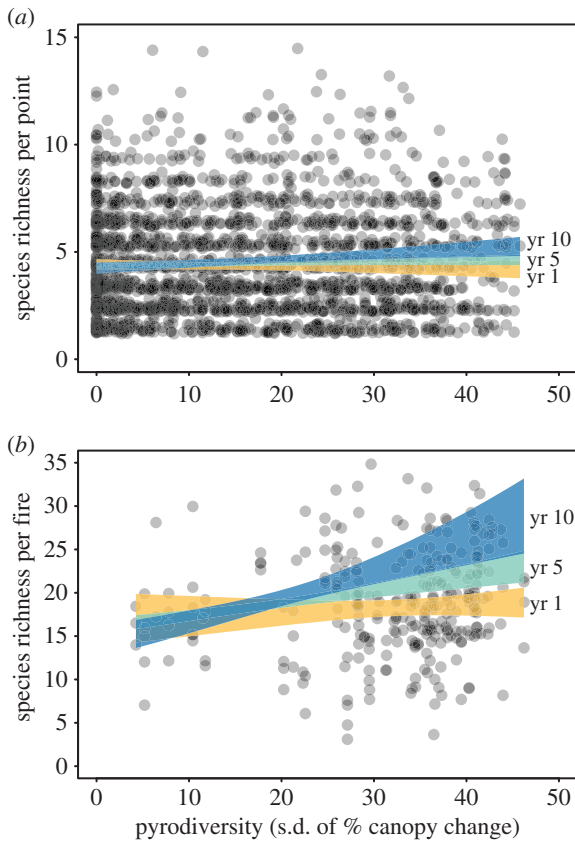 (a)
15
10
5
0
species richness per point
yr 10
yr 5
yr 1
0 10 20 30 40 50
(b)
35
30
25
20
15
10
5
0
species richness per fire
yr 10
yr 5
yr 1
0 10 20 30 40 50
pyrodiversity (s.d. of % canopy change)